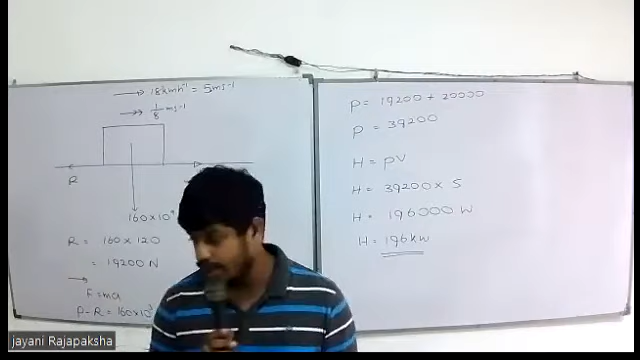 18kmh⁻¹ = 5ms⁻¹
1/8 ms⁻¹
R
160×10³
R = 160 × 120
= 19200 N
F = ma
P - R = 160×10³
P = 19200 + 20000
P = 39200
H = PV
H = 39200 × 5
H = 196000 W
H = 196kW
jayani Rajapaksha